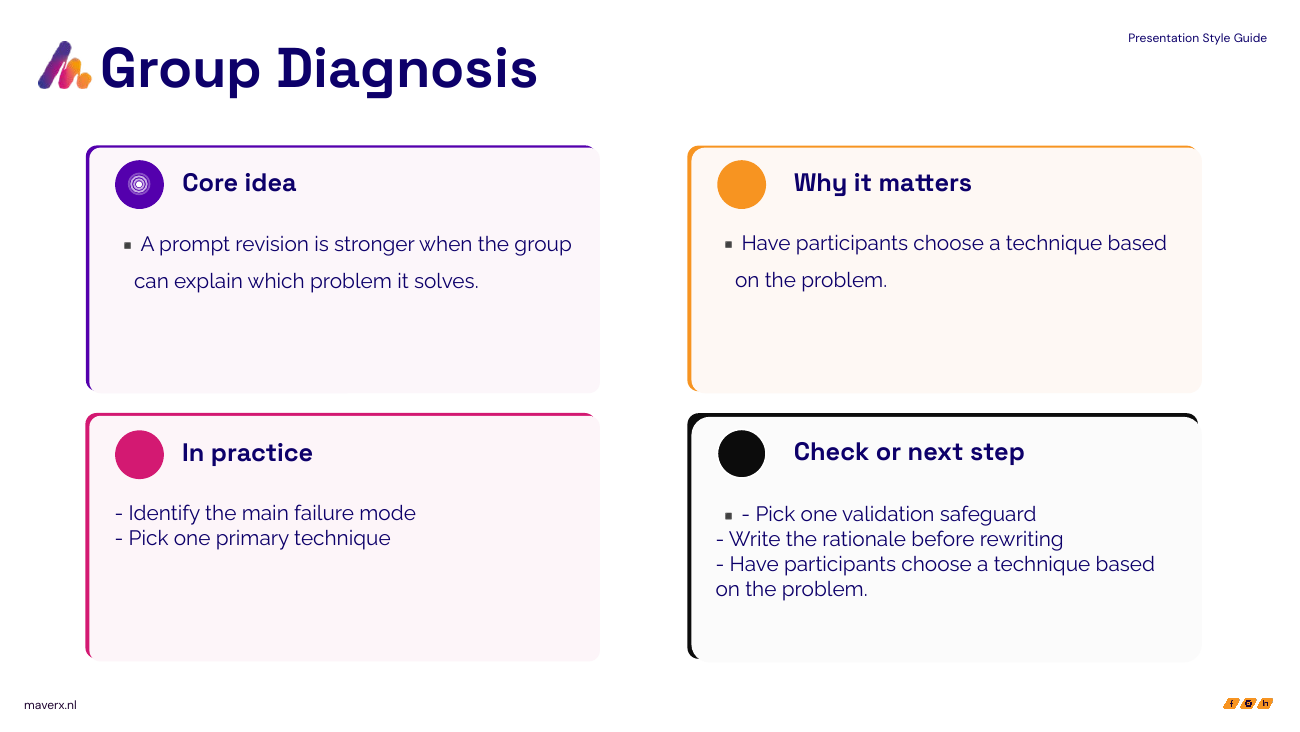 Presentation Style Guide
Group Diagnosis
Core idea
▪ A prompt revision is stronger when the group
can explain which problem it solves.
Why it matters
▪ Have participants choose a technique based
on the problem.
In practice
- Identify the main failure mode
- Pick one primary technique
Check or next step
▪ - Pick one validation safeguard
- Write the rationale before rewriting
- Have participants choose a technique based
on the problem.
maverx.nl